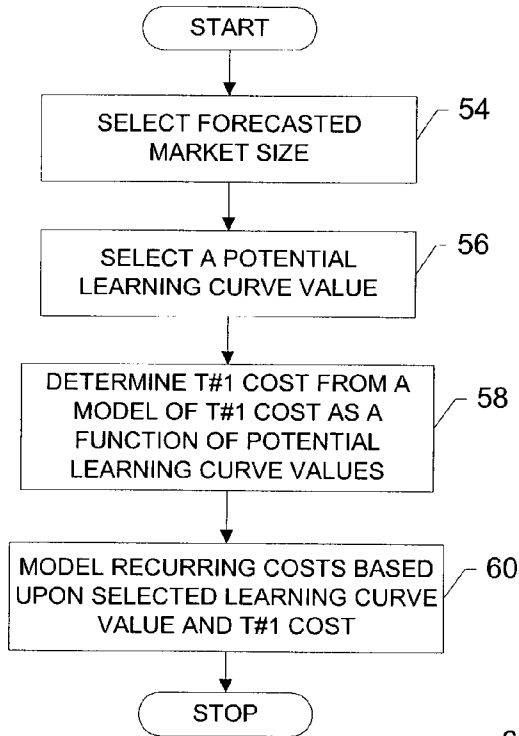 START
SELECT FORECASTED
MARKET SIZE
54
SELECT A POTENTIAL
LEARNING CURVE VALUE
56
DETERMINE T#1 COST FROM A
MODEL OF T#1 COST AS A
FUNCTION OF POTENTIAL
LEARNING CURVE VALUES
58
MODEL RECURRING COSTS BASED
UPON SELECTED LEARNING CURVE
VALUE AND T#1 COST
60
STOP